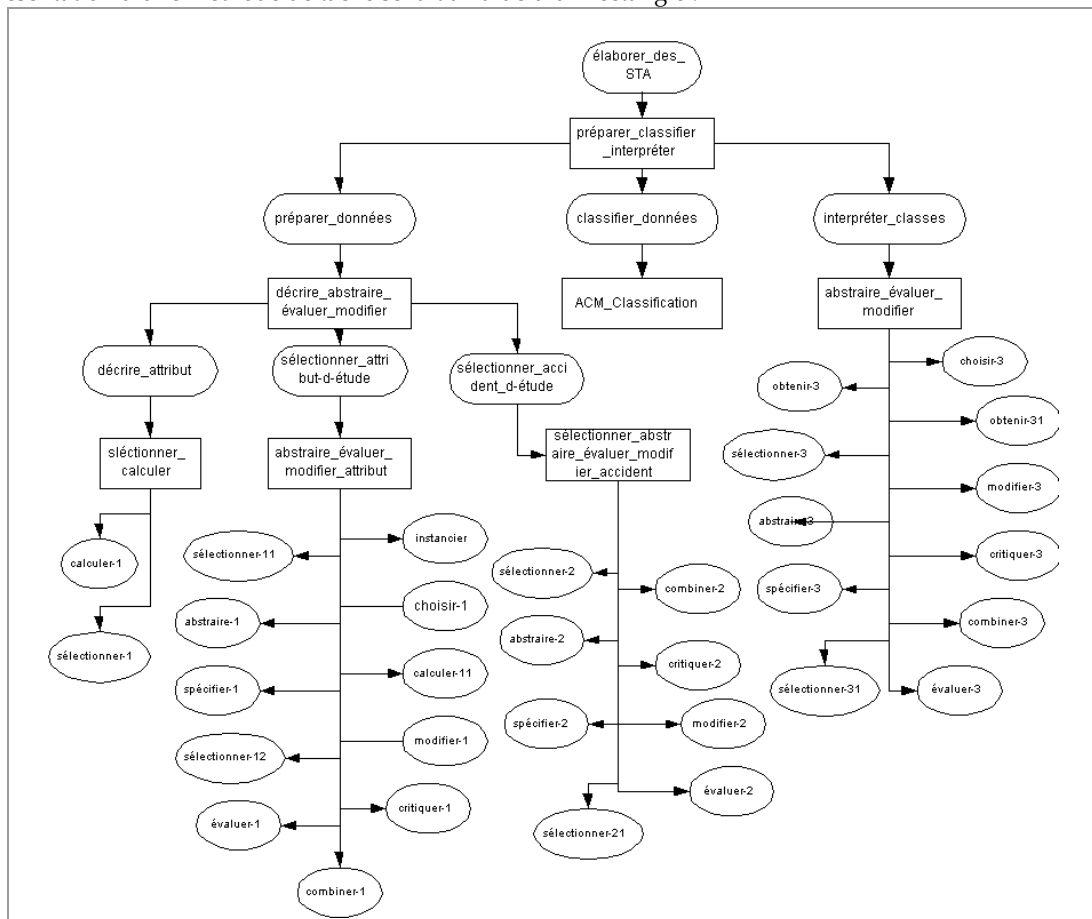 élaborer_des_
STA
préparer_classifier
_interpréter
préparer_données
classifier_données
interpréter_classes
décrire_abstraire_
évaluer_modifier
ACM_Classification
abstraire_évaluer_
modifier
décrire_attribut
sélectionner_attri
but-d-étude
sélectionner_acci
dent_d-étude
choisir-3
obtenir-3
obtenir-31
sléctionner_
calculer
abstraire_évaluer_
modifier_attribut
sélectionner_abstr
aire_évaluer_modif
ier_accident
sélectionner-3
modifier-3
abstraire-3
instancier
sélectionner-11
critiquer-3
calculer-1
sélectionner-2
combiner-2
spécifier-3
choisir-1
abstraire-1
combiner-3
abstraire-2
sélectionner-1
critiquer-2
calculer-11
spécifier-1
sélectionner-31
évaluer-3
spécifier-2
modifier-2
modifier-1
sélectionner-12
évaluer-2
critiquer-1
évaluer-1
sélectionner-21
combiner-1